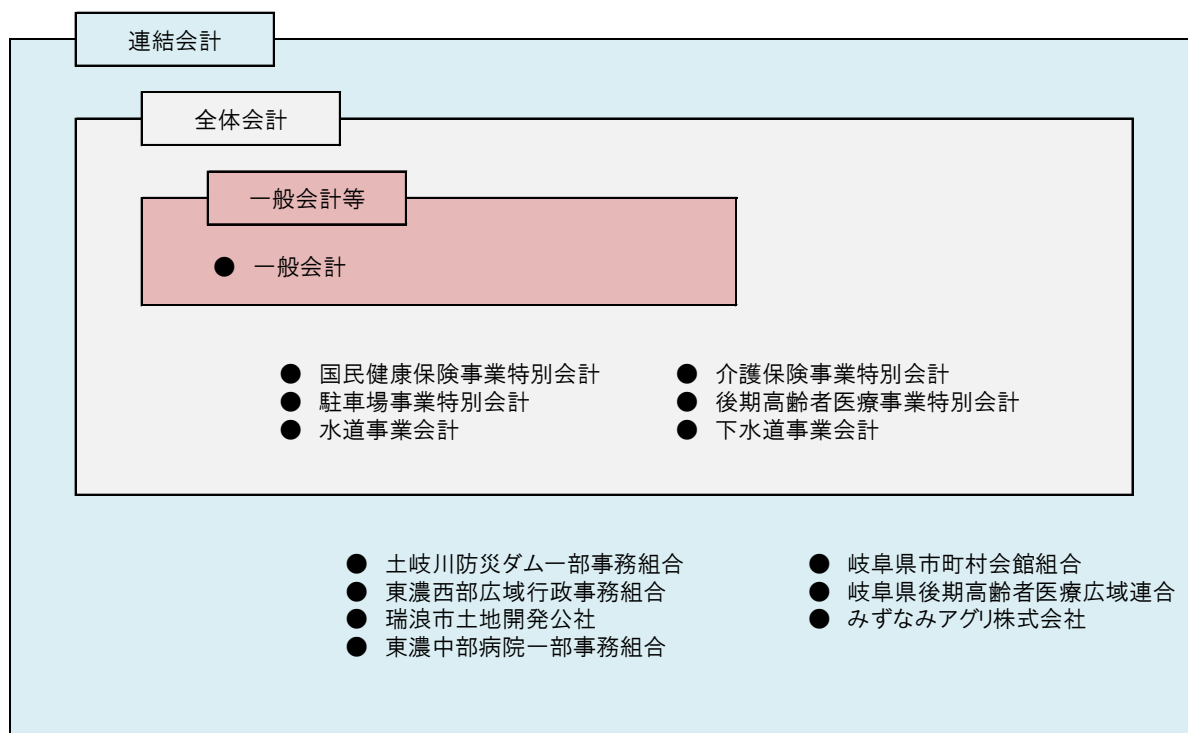 連結会計
全体会計
一般会計等
● 一般会計
● 国民健康保険事業特別会計
● 介護保険事業特別会計
● 駐車場事業特別会計
● 後期高齢者医療事業特別会計
● 水道事業会計
● 下水道事業会計
● 土岐川防災ダム一部事務組合
● 岐阜県市町村会館組合
● 東濃西部広域行政事務組合
● 岐阜県後期高齢者医療広域連合
● 瑞浪市土地開発公社
● みずなみアグリ株式会社
● 東濃中部病院一部事務組合